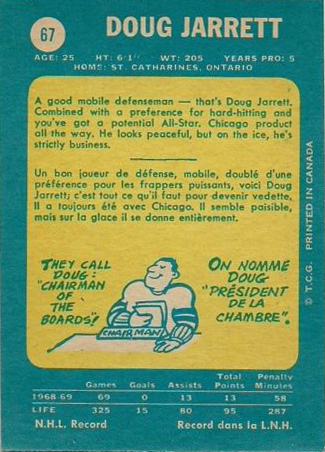 67
DOUG JARRETT
AGE: 25 HT: 6'1" WT: 205 YEARS PRO: 5
HOME: ST. CATHARINES, ONTARIO
A good mobile defenseman — that's Doug Jarrett.
Combined with a preference for hard-hitting and
you've got a potential All-Star. Chicago product
all the way. He looks peaceful, but on the ice, he's
strictly business.
Un bon joueur de défense, mobile, doublé d'une
préférence pour les frappers puissants, voici Doug
Jarrett; c'est tout ce qu'il faut pour devenir vedette.
Il a toujours été avec Chicago. Il semble paisible,
mais sur la glace il se donne entièrement.
THEY CALL
DOUG:
"CHAIRMAN
OF
THE
BOARDS"!
CHAIRMAN
ON NOMME
DOUG
"PRÉSIDENT
DE LA
CHAMBRE".
© T.C.G. PRINTED IN CANADA
Games Goals Assists Total Points Penalty Minutes
1968-69 69 0 13 13 58
LIFE 325 15 80 95 287
N.H.L. Record Record dans la L.N.H.